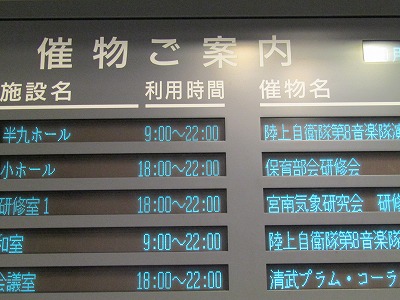 催物ご案内
施設名 利用時間 催物名
半九ホール 9:00～22:00 陸上自衛隊第8音楽隊
小ホール 18:00～22:00 保育部会研修会
研修室1 18:00～22:00 宮南気象研究会 研修
和室 9:00～22:00 陸上自衛隊第8音楽
会議室 18:00～22:00 清武プラム・コーラ